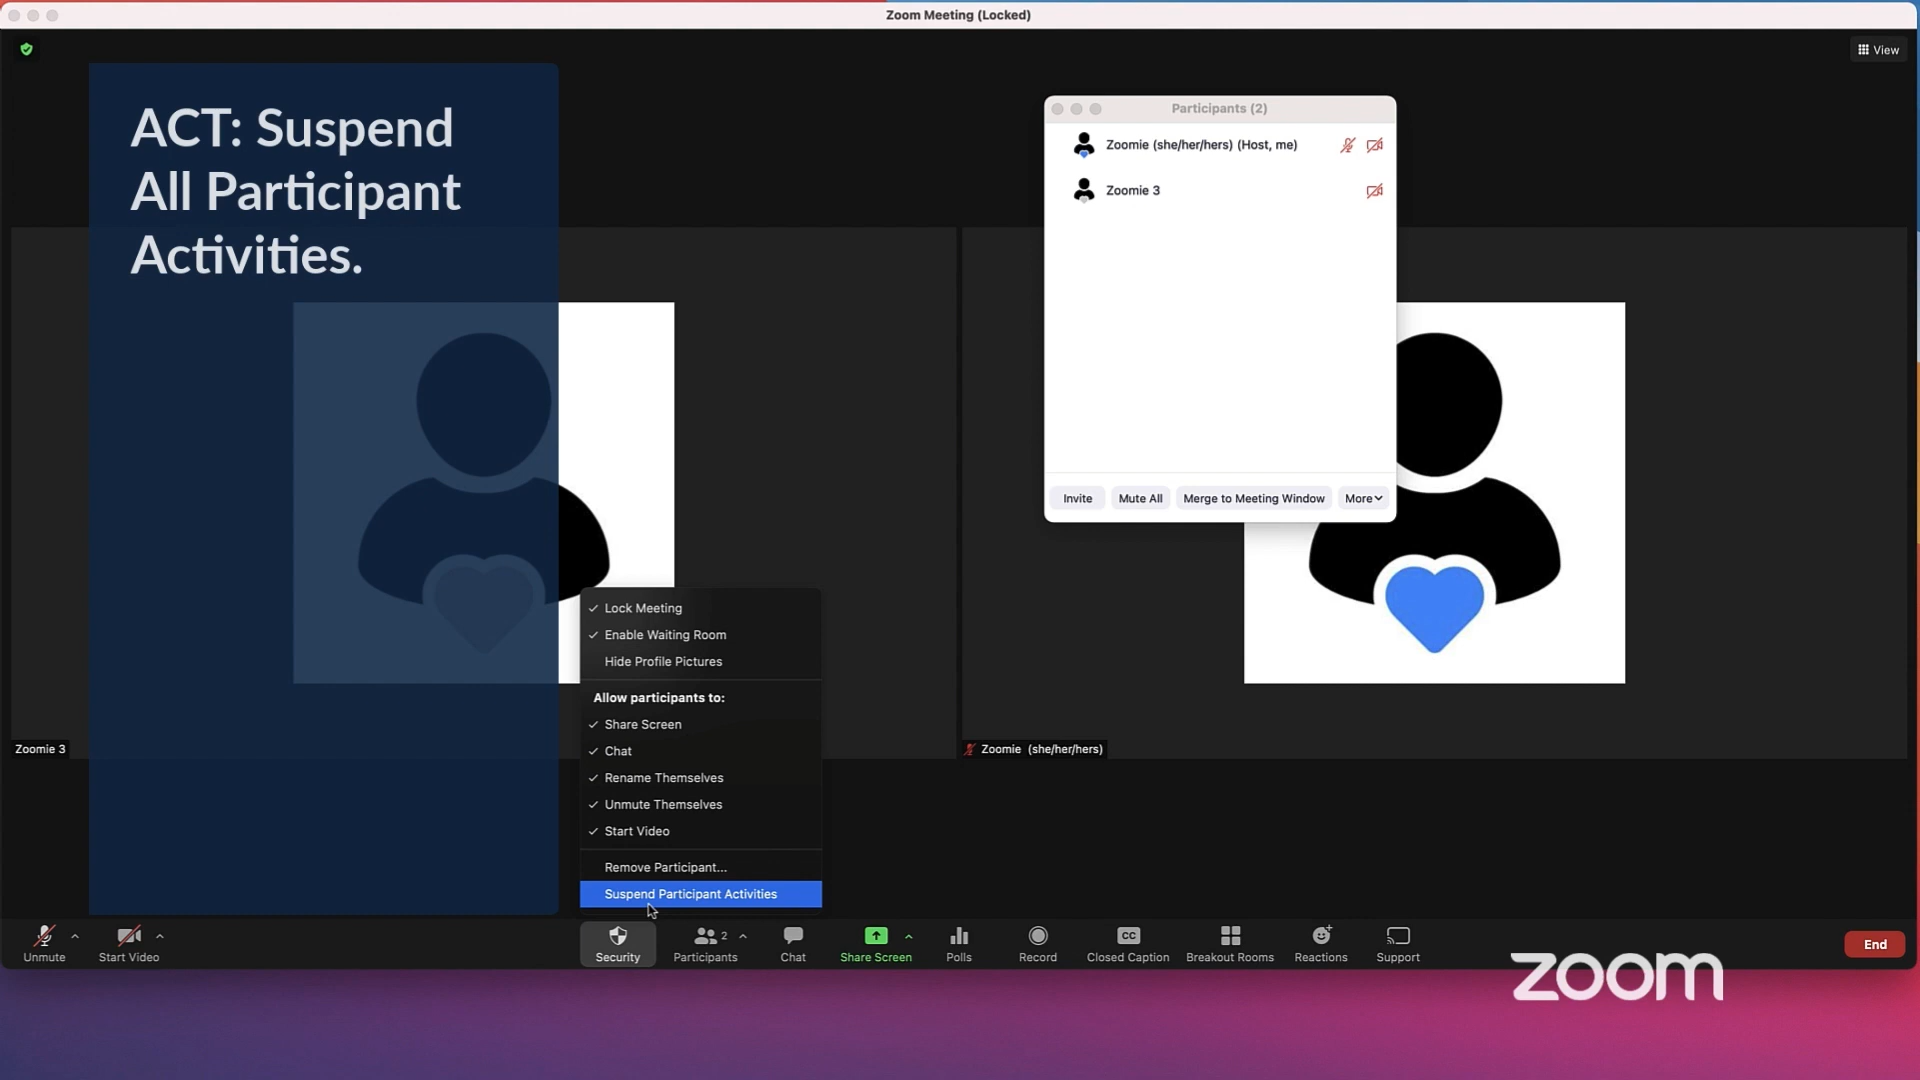 Zoom Meeting (Locked)
View
ACT: Suspend
All Participant
Activities.
Participants (2)
Zoomie (she/her/hers) (Host, me)
Zoomie 3
Invite
Mute All
Merge to Meeting Window
More
Lock Meeting
Enable Waiting Room
Hide Profile Pictures
Allow participants to:
Share Screen
Chat
Rename Themselves
Unmute Themselves
Start Video
Remove Participant...
Suspend Participant Activities
Zoomie 3
Zoomie (she/her/hers)
Unmute
Start Video
Security
2
Participants
Chat
Share Screen
Polls
Record
CC
Closed Caption
Breakout Rooms
Reactions
Support
End
zoom